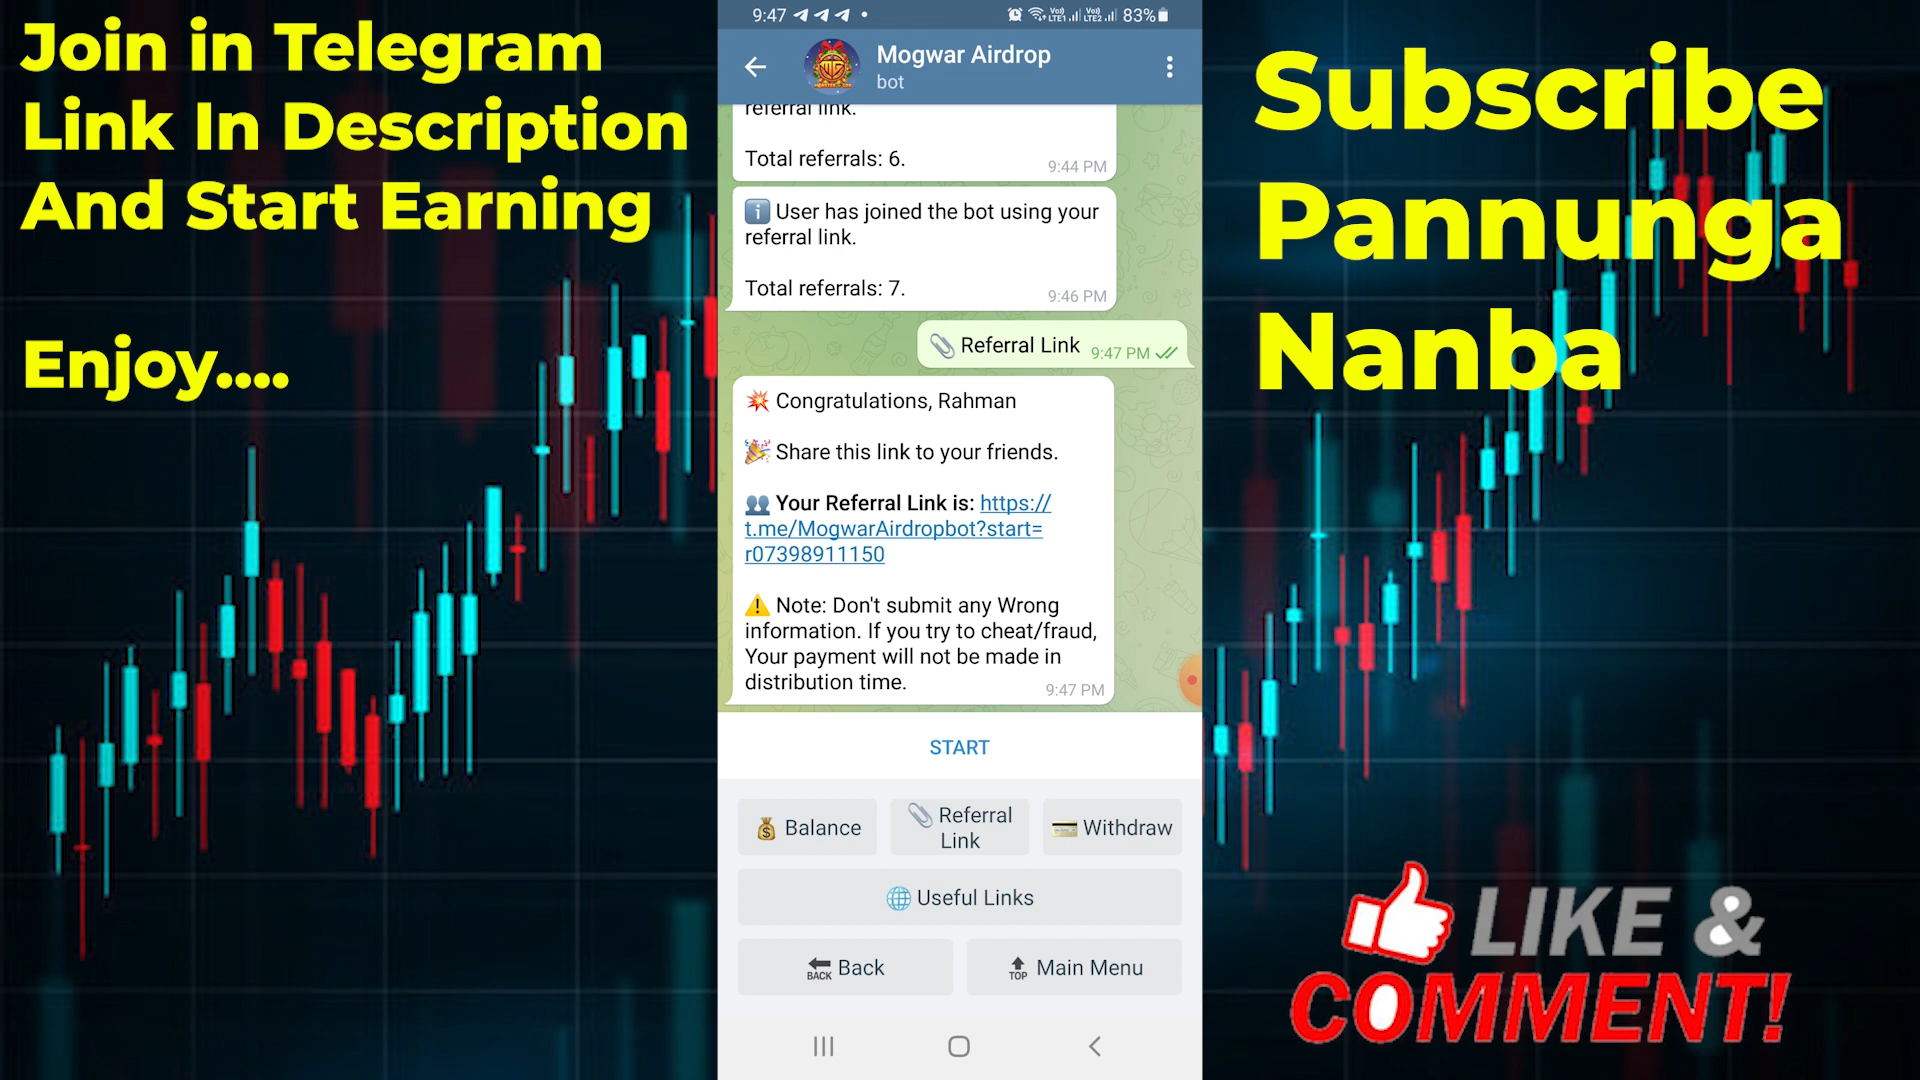 Join in Telegram
Link In Description
And Start Earning
Enjoy....
9:47
LTE1
LTE2
83%
Mogwar Airdrop
bot
referral link.
Total referrals: 6.
9:44 PM
User has joined the bot using your
referral link.
Total referrals: 7.
9:46 PM
Referral Link 9:47 PM
Congratulations, Rahman
Share this link to your friends.
Your Referral Link is: https://
t.me/MogwarAirdropbot?start=
r07398911150
Note: Don't submit any Wrong
information. If you try to cheat/fraud,
Your payment will not be made in
distribution time.
9:47 PM
START
Balance
Referral
Link
Withdraw
Useful Links
BACK Back
TOP Main Menu
Subscribe
Pannunga
Nanba
LIKE &
COMMENT!